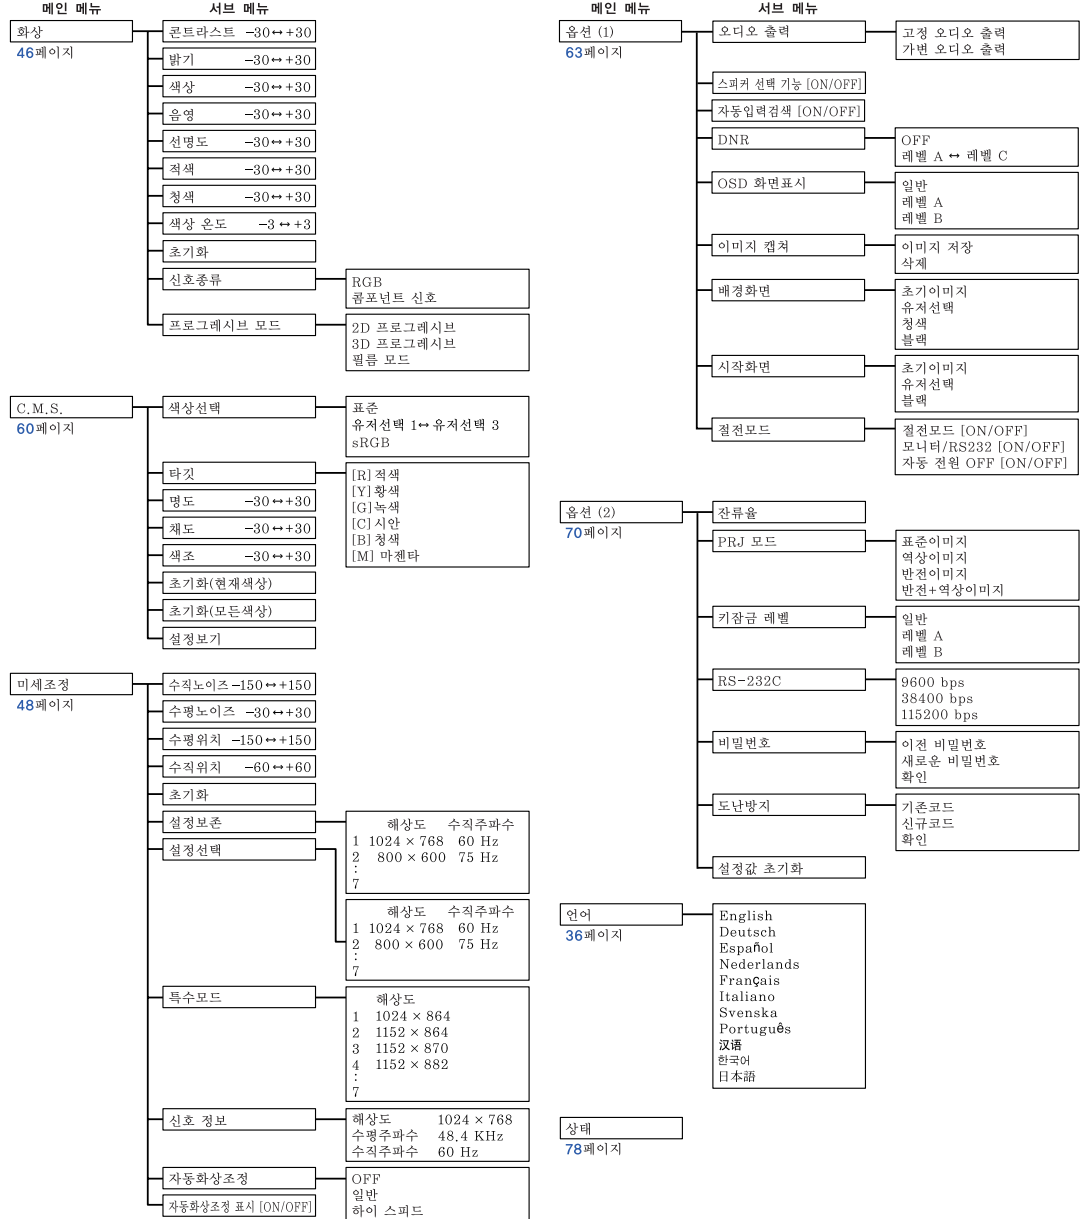 메인 메뉴 서브 메뉴
화상
46페이지
콘트라스트 −30↔+30
밝기 −30↔+30
색상 −30↔+30
음영 −30↔+30
선명도 −30↔+30
적색 −30↔+30
청색 −30↔+30
색상 온도 −3 ↔ +3
초기화
신호종류
RGB
콤포넌트 신호
프로그레시브 모드
2D 프로그레시브
3D 프로그레시브
필름 모드
C.M.S.
60페이지
색상선택
표준
유저선택 1↔유저선택 3
sRGB
타깃
[R] 적색
[Y] 황색
[G] 녹색
[C] 시안
[B] 청색
[M] 마젠타
명도 −30↔+30
채도 −30↔+30
색조 −30↔+30
초기화(현재색상)
초기화(모든색상)
설정보기
미세조정
48페이지
수직노이즈 −150↔+150
수평노이즈 −30↔+30
수평위치 −150↔+150
수직위치 −60↔+60
초기화
설정보존
해상도 수직주파수
1 1024 × 768 60 Hz
2 800 × 600 75 Hz
:
7
설정선택
해상도 수직주파수
1 1024 × 768 60 Hz
2 800 × 600 75 Hz
:
7
특수모드
해상도
1 1024 × 864
2 1152 × 864
3 1152 × 870
4 1152 × 882
:
7
신호 정보
해상도 1024 × 768
수평주파수 48.4 KHz
수직주파수 60 Hz
자동화상조정
OFF
일반
하이 스피드
자동화상조정 표시 [ON/OFF]
메인 메뉴 서브 메뉴
옵션 (1)
63페이지
오디오 출력
고정 오디오 출력
가변 오디오 출력
스피커 선택 기능 [ON/OFF]
자동입력검색 [ON/OFF]
DNR
OFF
레벨 A ↔ 레벨 C
OSD 화면표시
일반
레벨 A
레벨 B
이미지 캡쳐
이미지 저장
삭제
배경화면
초기이미지
유저선택
청색
블랙
시작화면
초기이미지
유저선택
블랙
절전모드
절전모드 [ON/OFF]
모니터/RS232 [ON/OFF]
자동 전원 OFF [ON/OFF]
옵션 (2)
70페이지
잔류율
PRJ 모드
표준이미지
역상이미지
반전이미지
반전+역상이미지
키잠금 레벨
일반
레벨 A
레벨 B
RS−232C
9600 bps
38400 bps
115200 bps
비밀번호
이전 비밀번호
새로운 비밀번호
확인
도난방지
기존코드
신규코드
확인
설정값 초기화
언어
36페이지
English
Deutsch
Español
Nederlands
Français
Italiano
Svenska
Português
汉语
한국어
日本語
상태
78페이지